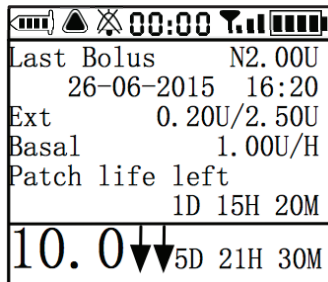 00:00
Last Bolus N2.00U
26-06-2015 16:20
Ext 0.20U/2.50U
Basal 1.00U/H
Patch life left
1D 15H 20M
10.0 5D 21H 30M